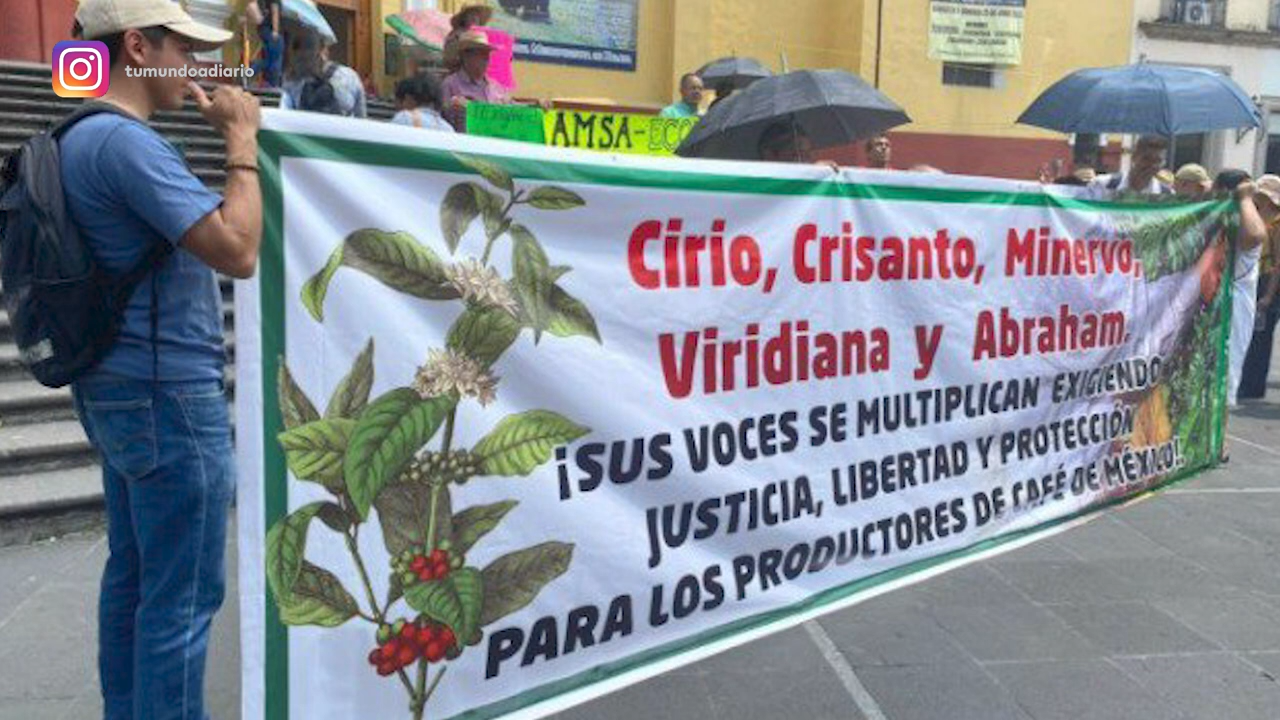 tumundoadiario
AMSA-ECO
Cirio, Crisanto, Minervo,
Viridiana y Abraham.
¡SUS VOCES SE MULTIPLICAN EXIGIENDO
JUSTICIA, LIBERTAD Y PROTECCIÓN
PARA LOS PRODUCTORES DE CAFÉ DE MÉXICO!.